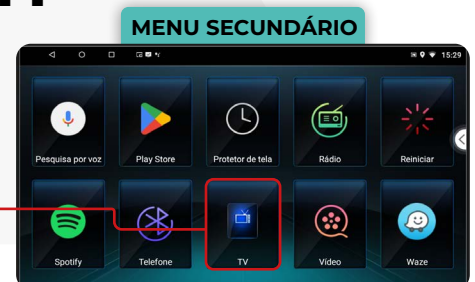 MENU SECUNDÁRIO
15:29
Pesquisa por voz
Play Store
Protetor de tela
Rádio
Reiniciar
Spotify
Telefone
TV
Vídeo
Waze